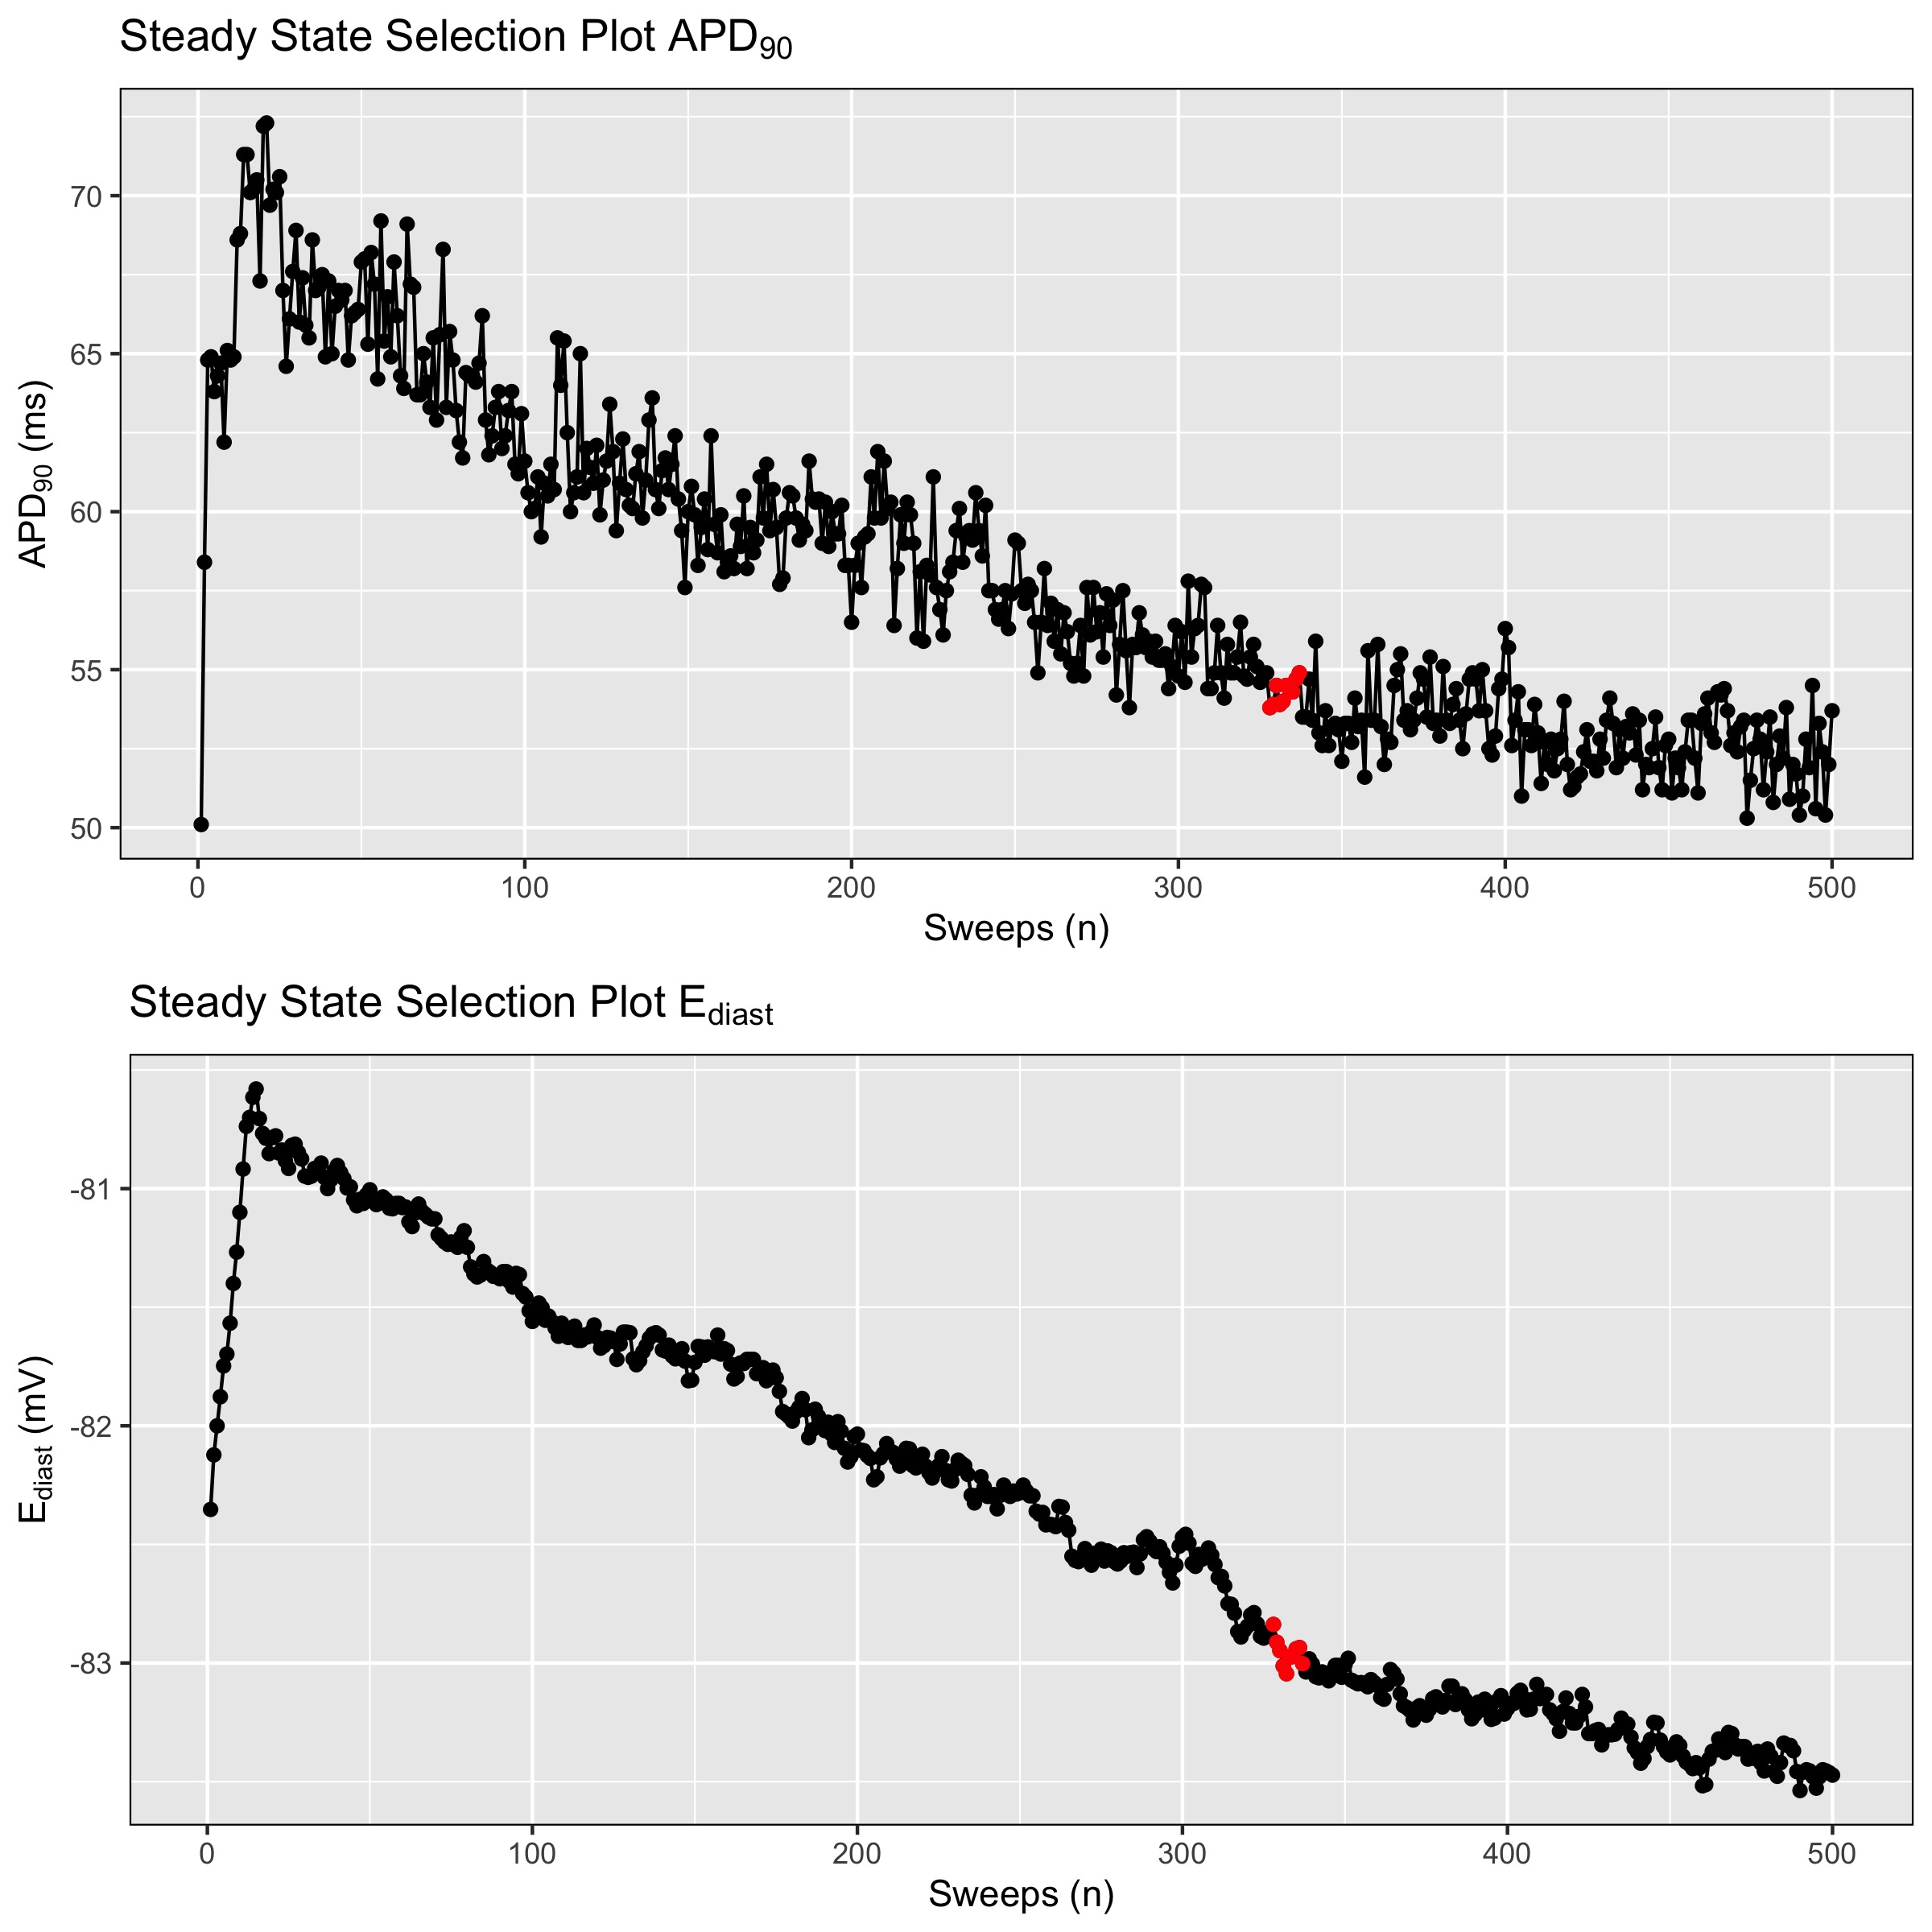 Steady State Selection Plot APD90
70
65
60
55
50
APD90 (ms)
0 100 200 300 400 500
Sweeps (n)
Steady State Selection Plot Ediast
-81
-82
-83
Ediast (mV)
0 100 200 300 400 500
Sweeps (n)